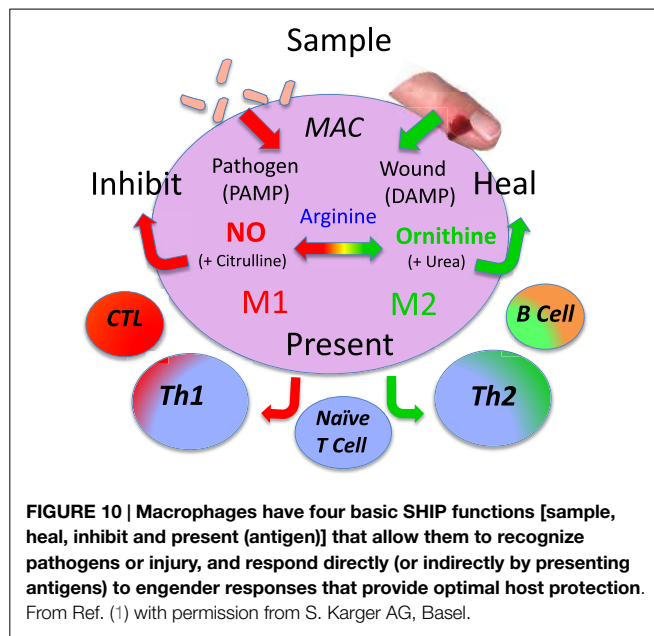 Sample
MAC
Pathogen
(PAMP)
Wound
(DAMP)
Inhibit
Heal
Arginine
NO
(+ Citrulline)
Ornithine
(+ Urea)
M1
M2
Present
CTL
B Cell
Th1
Th2
Naïve
T Cell
FIGURE 10 | Macrophages have four basic SHIP functions [sample,
heal, inhibit and present (antigen)] that allow them to recognize
pathogens or injury, and respond directly (or indirectly by presenting
antigens) to engender responses that provide optimal host protection.
From Ref. (1) with permission from S. Karger AG, Basel.